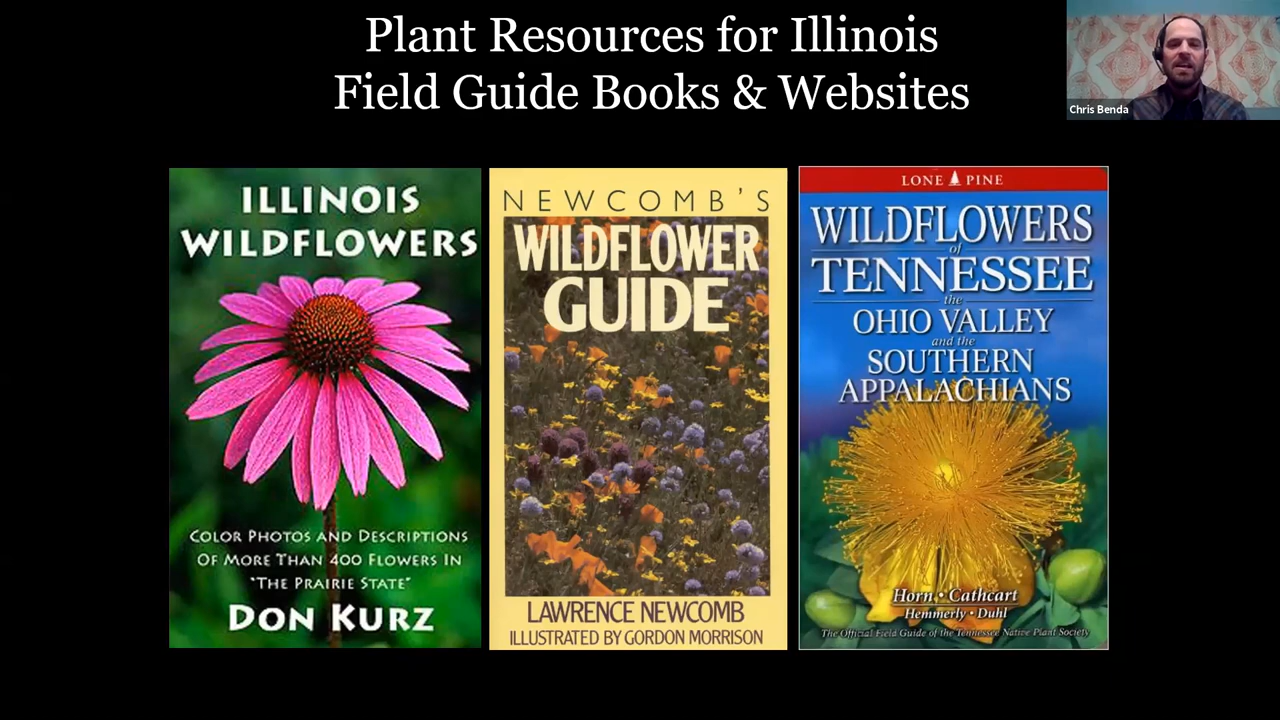 Plant Resources for Illinois
Field Guide Books & Websites
Chris Benda
ILLINOIS
WILDFLOWERS
COLOR PHOTOS AND DESCRIPTIONS
OF MORE THAN 400 FLOWERS IN
"THE PRAIRIE STATE"
DON KURZ
NEWCOMB'S
WILDFLOWER
GUIDE
LAWRENCE NEWCOMB
ILLUSTRATED BY GORDON MORRISON
LONE PINE
WILDFLOWERS
of
TENNESSEE
the
OHIO VALLEY
and the
SOUTHERN
APPALACHIANS
Horn • Cathcart
Hemmerly • Duhl
The Official Field Guide of the Tennessee Native Plant Society